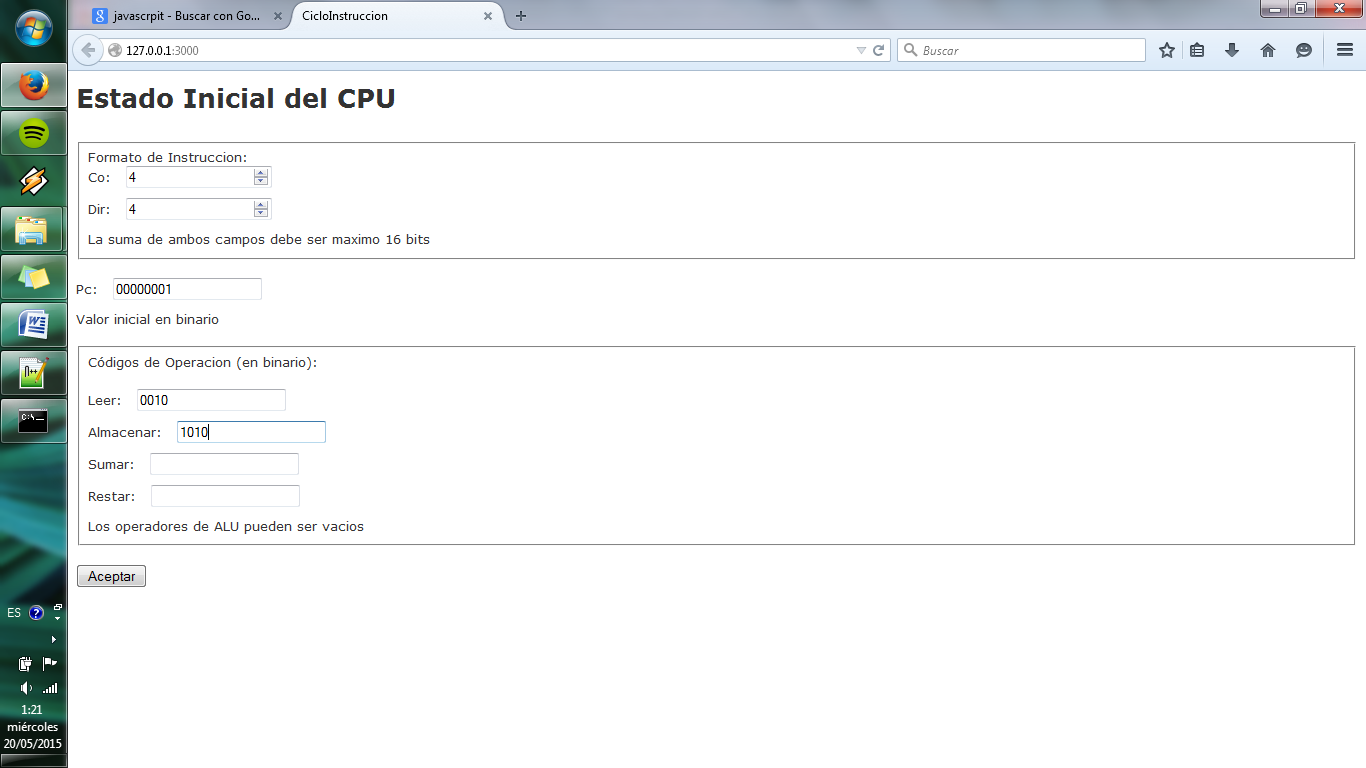 javascrpit - Buscar con Go...
CicloInstruccion
127.0.0.1:3000
Buscar
Estado Inicial del CPU
Formato de Instruccion:
Co: 4
Dir: 4
La suma de ambos campos debe ser maximo 16 bits
Pc: 00000001
Valor inicial en binario
Códigos de Operacion (en binario):
Leer: 0010
Almacenar: 1010
Sumar:
Restar:
Los operadores de ALU pueden ser vacios
Aceptar
ES
1:21
miércoles
20/05/2015